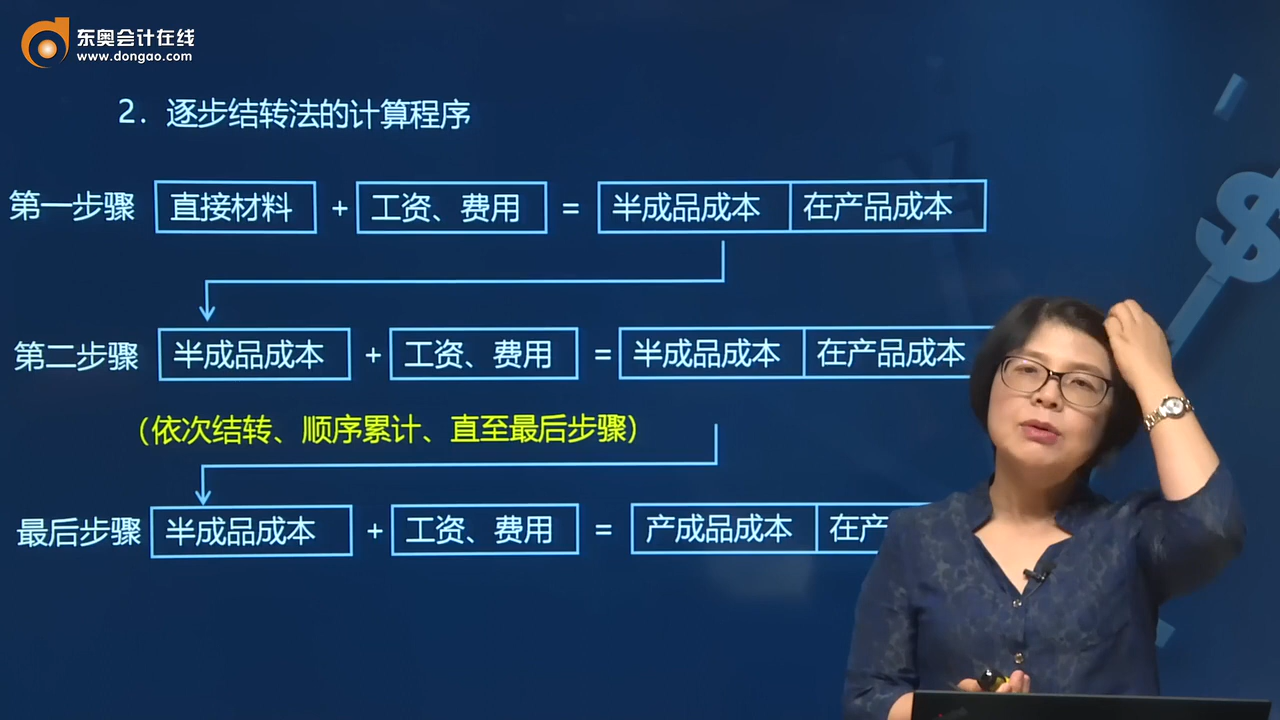 东奥会计在线
www.dongao.com
2. 逐步结转法的计算程序
第一步骤 直接材料 + 工资、费用 = 半成品成本 在产品成本
第二步骤 半成品成本 + 工资、费用 = 半成品成本 在产品成本
（依次结转、顺序累计、直至最后步骤）
最后步骤 半成品成本 + 工资、费用 = 产成品成本 在产